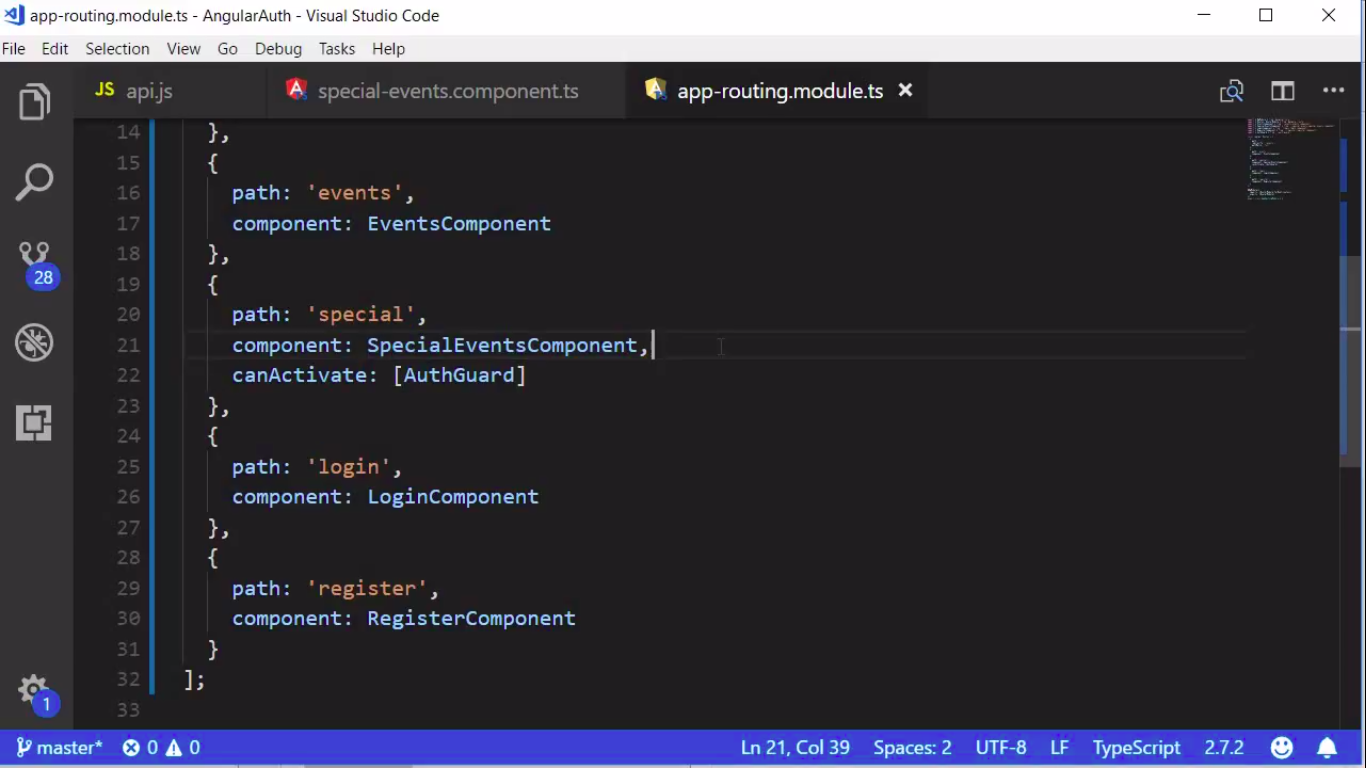 app-routing.module.ts - AngularAuth - Visual Studio Code
File Edit Selection View Go Debug Tasks Help
JS api.js special-events.component.ts app-routing.module.ts
14 },
15 {
16 path: 'events',
17 component: EventsComponent
18 },
19 {
20 path: 'special',
21 component: SpecialEventsComponent,
22 canActivate: [AuthGuard]
23 },
24 {
25 path: 'login',
26 component: LoginComponent
27 },
28 {
29 path: 'register',
30 component: RegisterComponent
31 }
32 ];
33
28
1
master* 0 0 Ln 21, Col 39 Spaces: 2 UTF-8 LF TypeScript 2.7.2